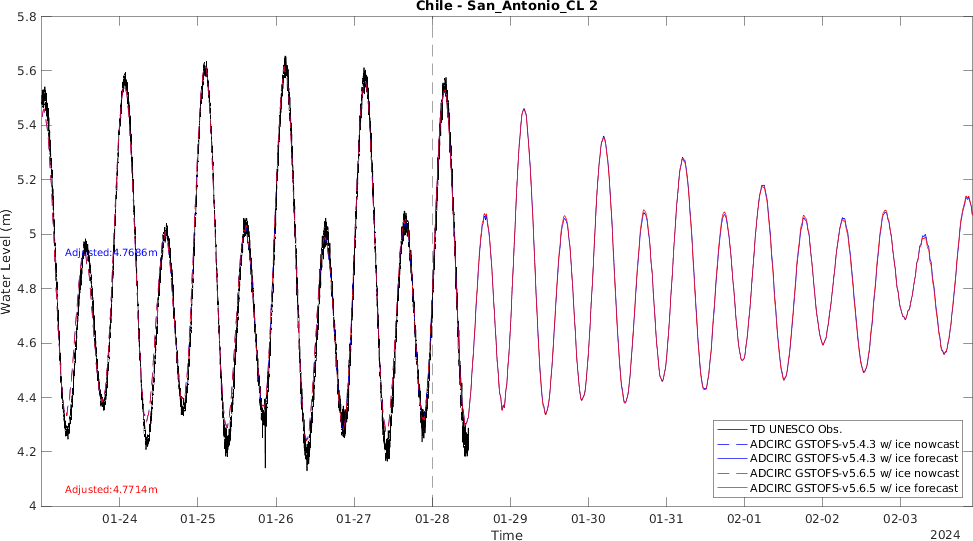 Chile - San_Antonio_CL 2
5.8
5.6
5.4
5.2
5
4.8
4.6
4.4
4.2
4
Water Level (m)
Adjusted:4.7686m
Adjusted:4.7714m
TD UNESCO Obs.
ADCIRC GSTOFS-v5.4.3 w/ ice nowcast
ADCIRC GSTOFS-v5.4.3 w/ ice forecast
ADCIRC GSTOFS-v5.6.5 w/ ice nowcast
ADCIRC GSTOFS-v5.6.5 w/ ice forecast
01-24 01-25 01-26 01-27 01-28 01-29 01-30 01-31 02-01 02-02 02-03
Time
2024